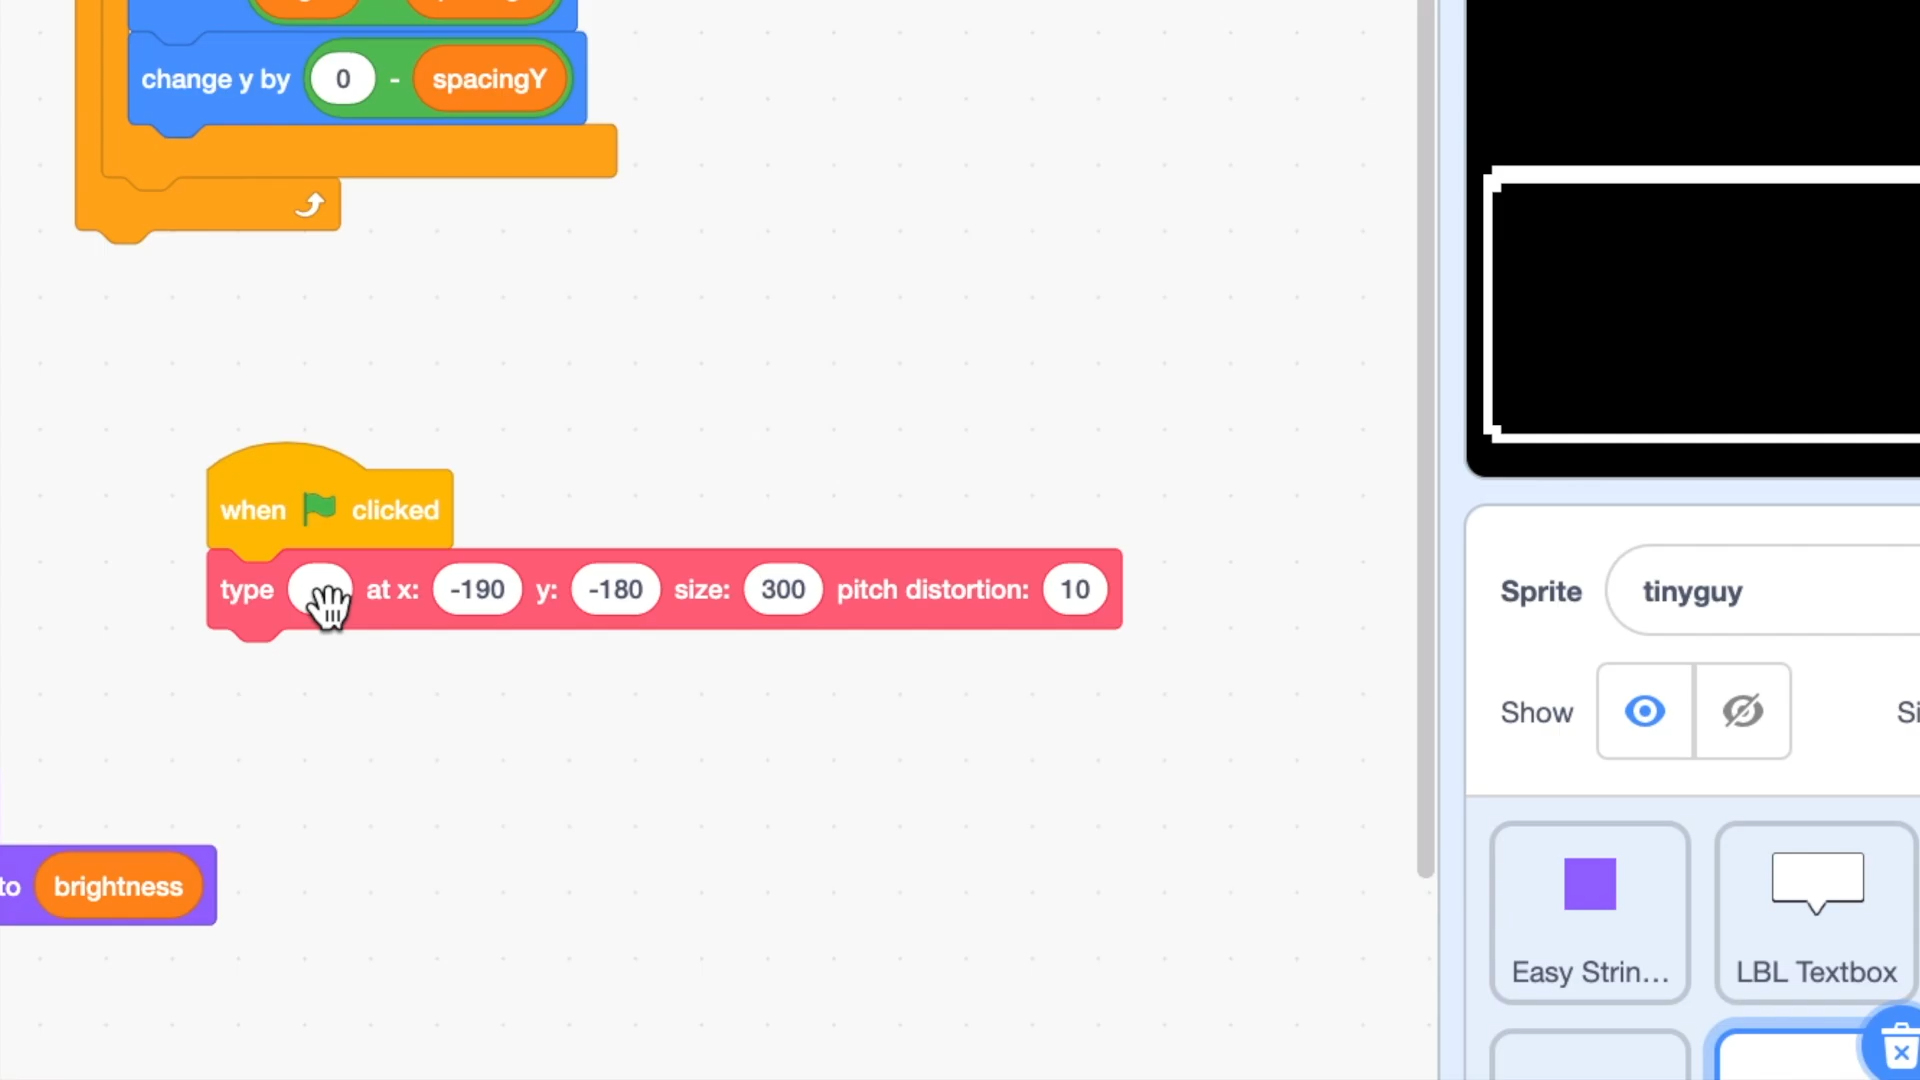 change y by 0 - spacingY
when clicked
type at x: -190 y: -180 size: 300 pitch distortion: 10
to brightness
Sprite tinyguy
Show
Easy Strin... LBL Textbox